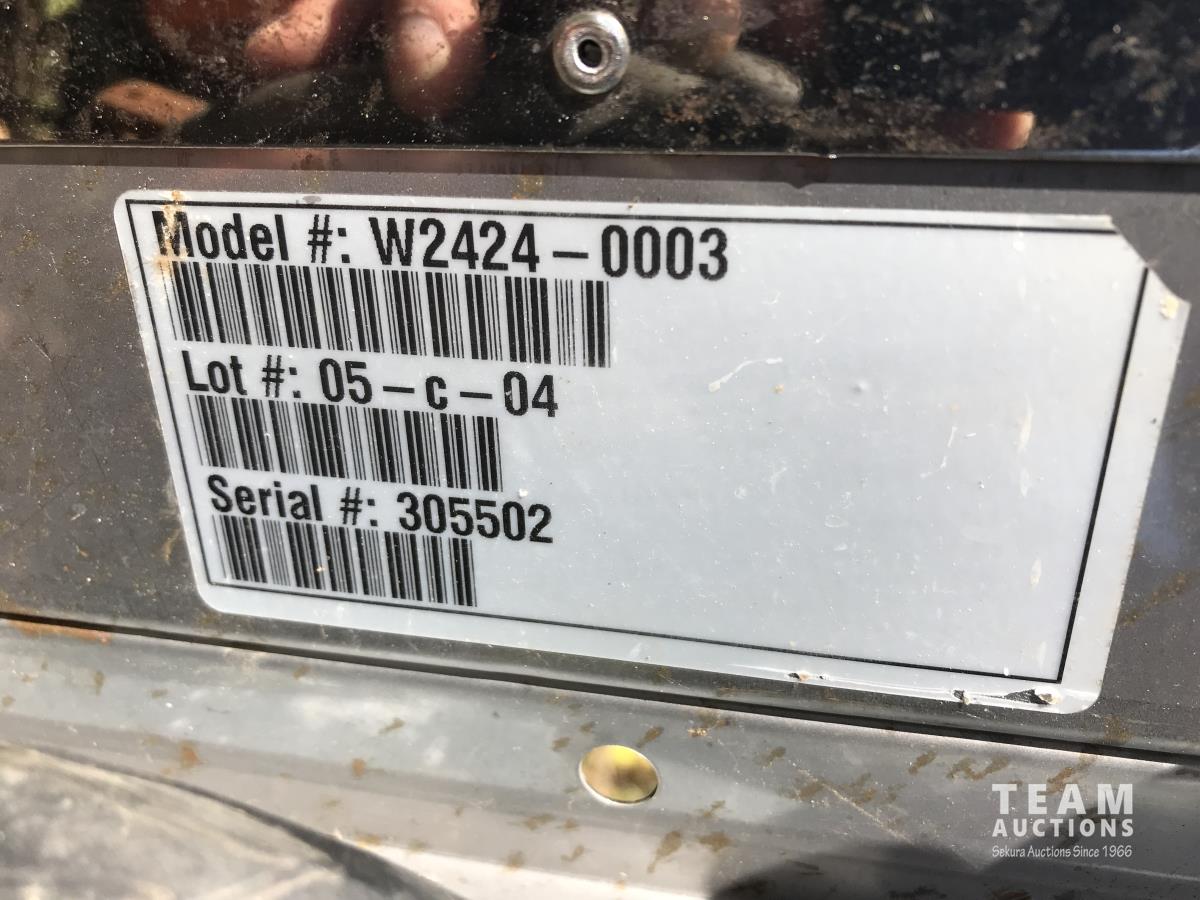 Model #: W2424-0003
Lot #: 05-c-04
Serial #: 305502
TEAM
AUCTIONS
Sekura Auctions Since 1966